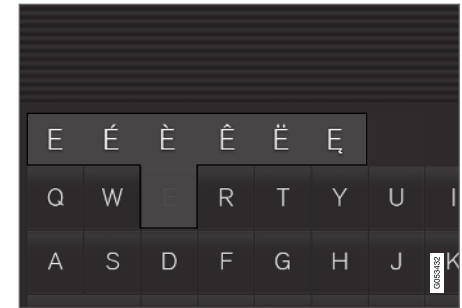 E É È Ê Ë Ę
Q W E R T Y U I
A S D F G H J K
G053432